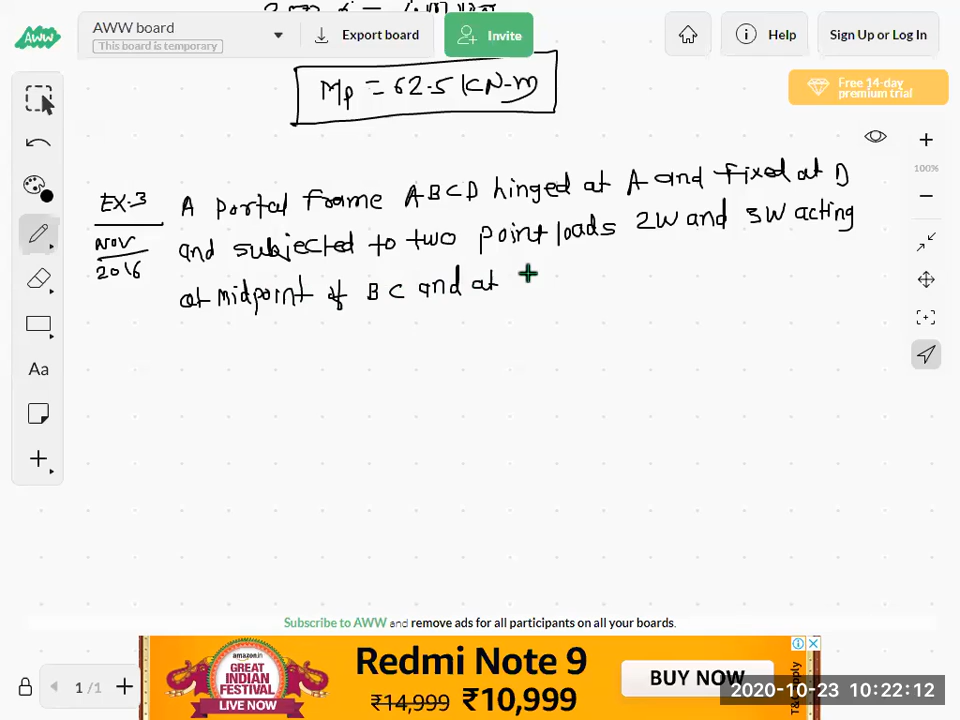 AWW board
This board is temporary
Export board
Invite
Help
Sign Up or Log In
Free 14-day
premium trial
100%
Mp = 62.5 kN-m
Ex-3
Nov
2016
A portal frame ABCD hinged at A and fixed at D
and subjected to two point loads 2W and 3W acting
at midpoint of BC and at
Aa
Subscribe to AWW and remove ads for all participants on all your boards.
amazon.in
GREAT
INDIAN
FESTIVAL
LIVE NOW
Redmi Note 9
₹14,999 ₹10,999
BUY NOW
T&C apply
1 / 1
2020-10-23 10:22:12